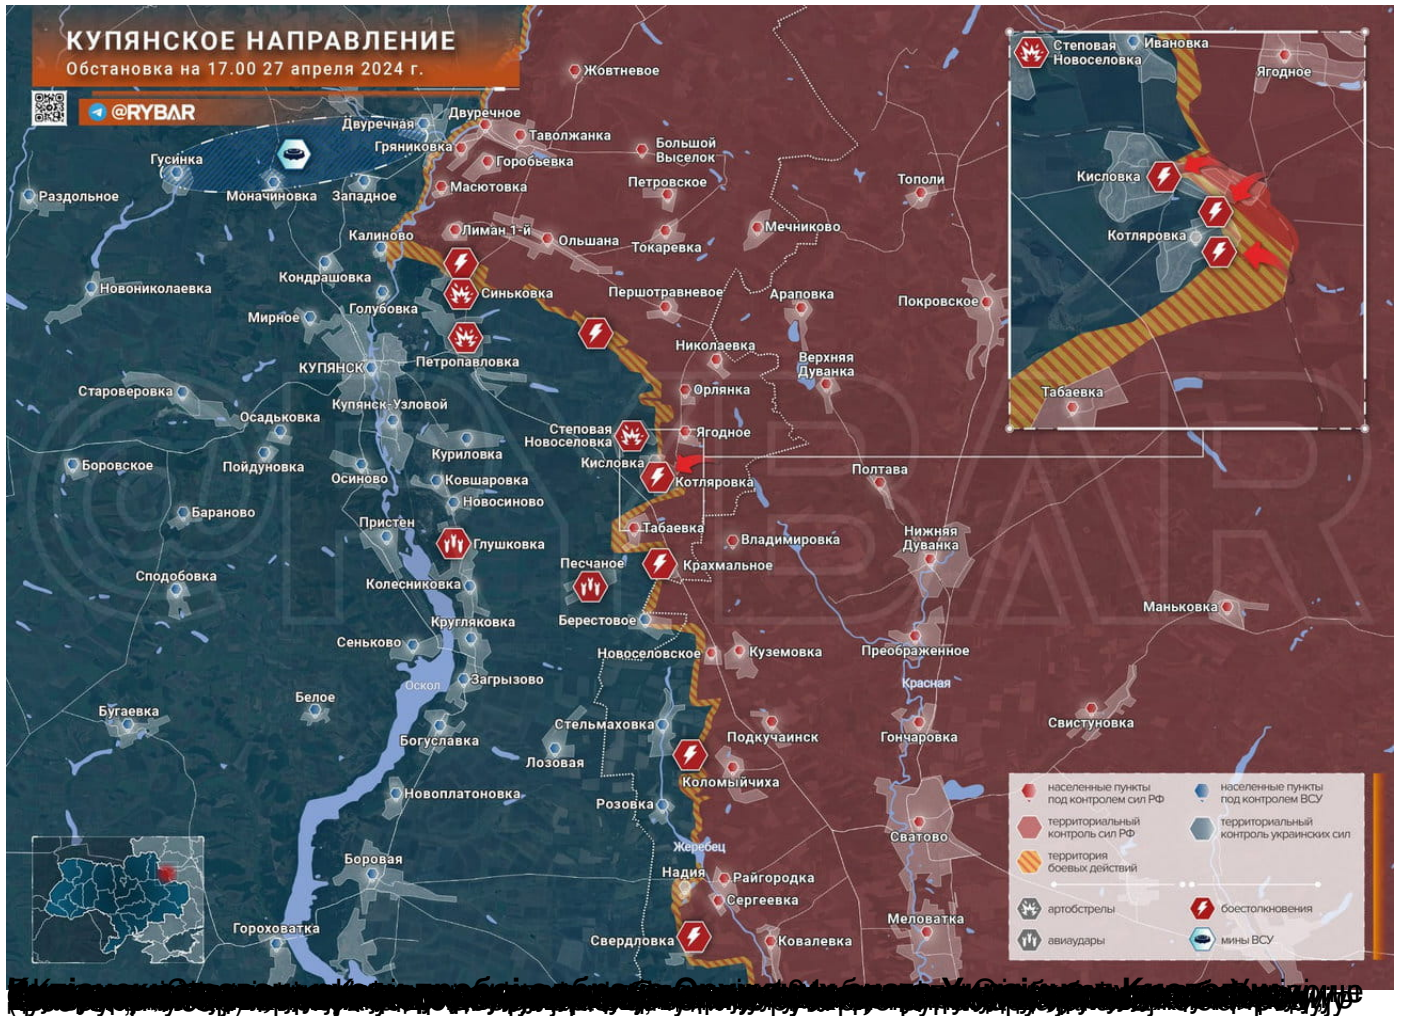 КУПЯНСКОЕ НАПРАВЛЕНИЕ
Обстановка на 17.00 27 апреля 2024 г.
@RYBAR
Жовтневое
Двуречная
Двуречное
Таволжанка
Гряниковка
Горобьевка
Большой
Выселок
Гусинка
Моначиновка
Западное
Масютовка
Петровское
Тополи
Раздольное
Калиново
Лиман 1-й
Ольшана
Токаревка
Мечниково
Кондрашовка
Новониколаевка
Голубовка
Синьковка
Першотравневое
Араповка
Покровское
Мирное
Петропавловка
Николаевка
Верхняя
Дуванка
КУПЯНСК
Староверовка
Купянск-Узловой
Орлянка
Осадьковка
Степовая
Новоселовка
Ягодное
Куриловка
Боровское
Пойдуновка
Осиново
Ковшаровка
Кисловка
Котляровка
Полтава
Новосиново
Бараново
Пристен
Глушковка
Табаевка
Владимировка
Нижняя
Дуванка
Песчаное
Крахмальное
Сподобовка
Колесниковка
Маньковка
Кругляковка
Берестовое
Сеньково
Новоселовское
Куземовка
Преображенное
Оскол
Загрызово
Красная
Белое
Бугаевка
Богуславка
Стельмаховка
Подкучаинск
Гончаровка
Свистуновка
Лозовая
Коломыйчиха
Новоплатоновка
Розовка
Сватово
Жеребец
Боровая
Надия
Райгородка
Сергеевка
Меловатка
Гороховатка
Свердловка
Ковалевка
Степовая
Новоселовка
Ивановка
Ягодное
Кисловка
Котляровка
Табаевка
населенные пункты
под контролем сил РФ
населенные пункты
под контролем ВСУ
территориальный
контроль сил РФ
территориальный
контроль украинских сил
территория
боевых действий
артобстрелы
боестолкновения
авиаудары
мины ВСУ
@RYBAR